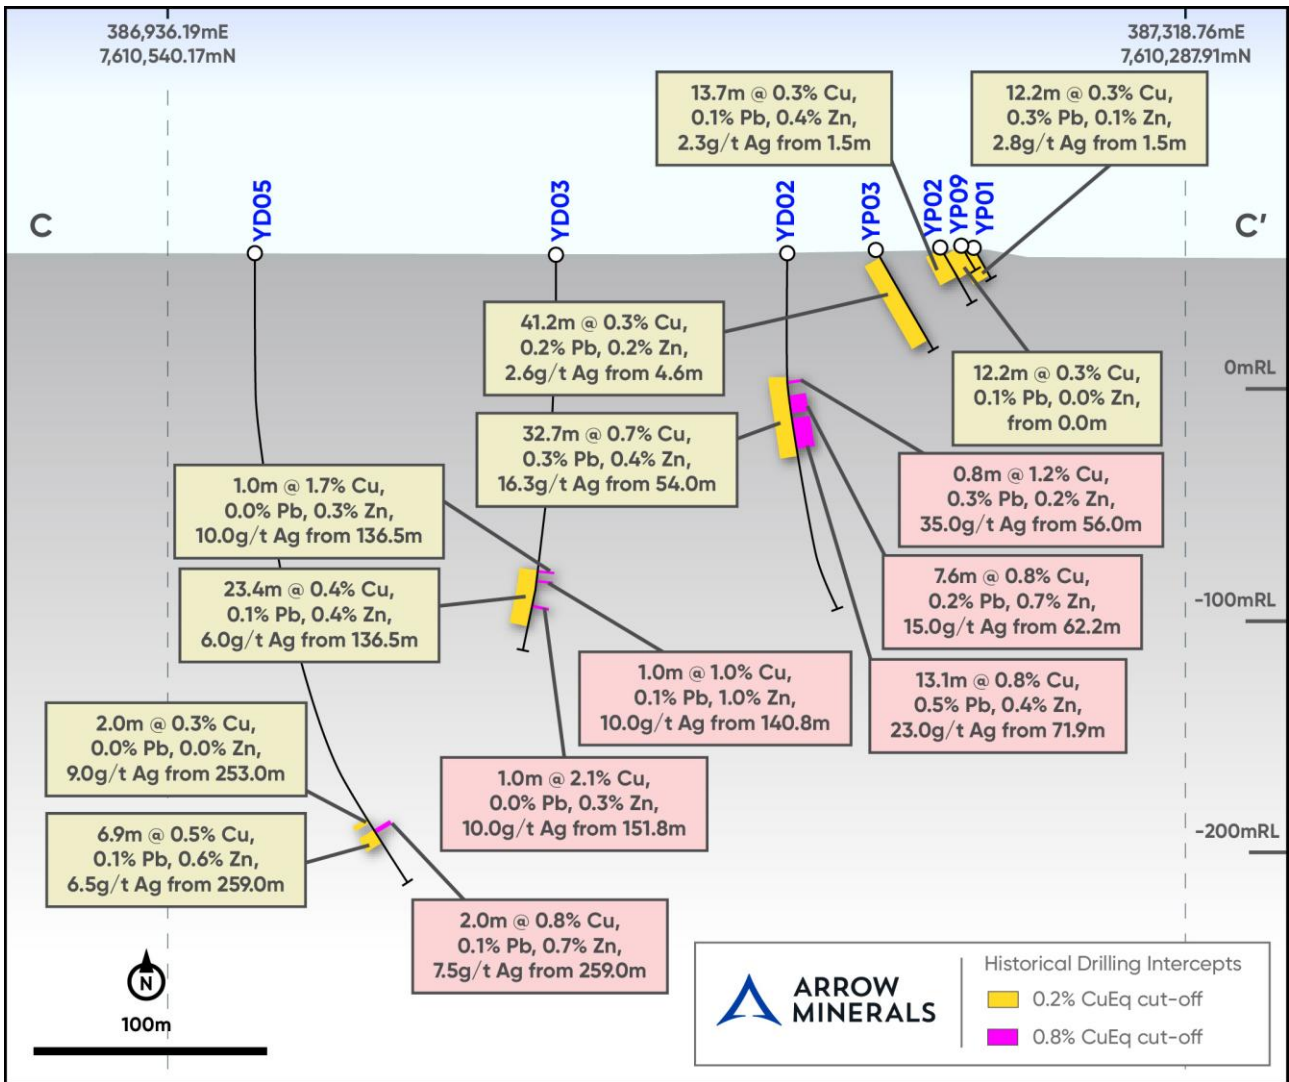 386,936.19mE
7,610,540.17mN
387,318.76mE
7,610,287.91mN
13.7m @ 0.3% Cu,
0.1% Pb, 0.4% Zn,
2.3g/t Ag from 1.5m
12.2m @ 0.3% Cu,
0.3% Pb, 0.1% Zn,
2.8g/t Ag from 1.5m
C
YD05
YD03
YD02
YP03
YP02
YP09
YP01
C'
41.2m @ 0.3% Cu,
0.2% Pb, 0.2% Zn,
2.6g/t Ag from 4.6m
12.2m @ 0.3% Cu,
0.1% Pb, 0.0% Zn,
from 0.0m
0mRL
32.7m @ 0.7% Cu,
0.3% Pb, 0.4% Zn,
16.3g/t Ag from 54.0m
0.8m @ 1.2% Cu,
0.3% Pb, 0.2% Zn,
35.0g/t Ag from 56.0m
1.0m @ 1.7% Cu,
0.0% Pb, 0.3% Zn,
10.0g/t Ag from 136.5m
7.6m @ 0.8% Cu,
0.2% Pb, 0.7% Zn,
15.0g/t Ag from 62.2m
-100mRL
23.4m @ 0.4% Cu,
0.1% Pb, 0.4% Zn,
6.0g/t Ag from 136.5m
1.0m @ 1.0% Cu,
0.1% Pb, 1.0% Zn,
10.0g/t Ag from 140.8m
13.1m @ 0.8% Cu,
0.5% Pb, 0.4% Zn,
23.0g/t Ag from 71.9m
2.0m @ 0.3% Cu,
0.0% Pb, 0.0% Zn,
9.0g/t Ag from 253.0m
1.0m @ 2.1% Cu,
0.0% Pb, 0.3% Zn,
10.0g/t Ag from 151.8m
-200mRL
6.9m @ 0.5% Cu,
0.1% Pb, 0.6% Zn,
6.5g/t Ag from 259.0m
2.0m @ 0.8% Cu,
0.1% Pb, 0.7% Zn,
7.5g/t Ag from 259.0m
N
100m
ARROW
MINERALS
Historical Drilling Intercepts
0.2% CuEq cut-off
0.8% CuEq cut-off